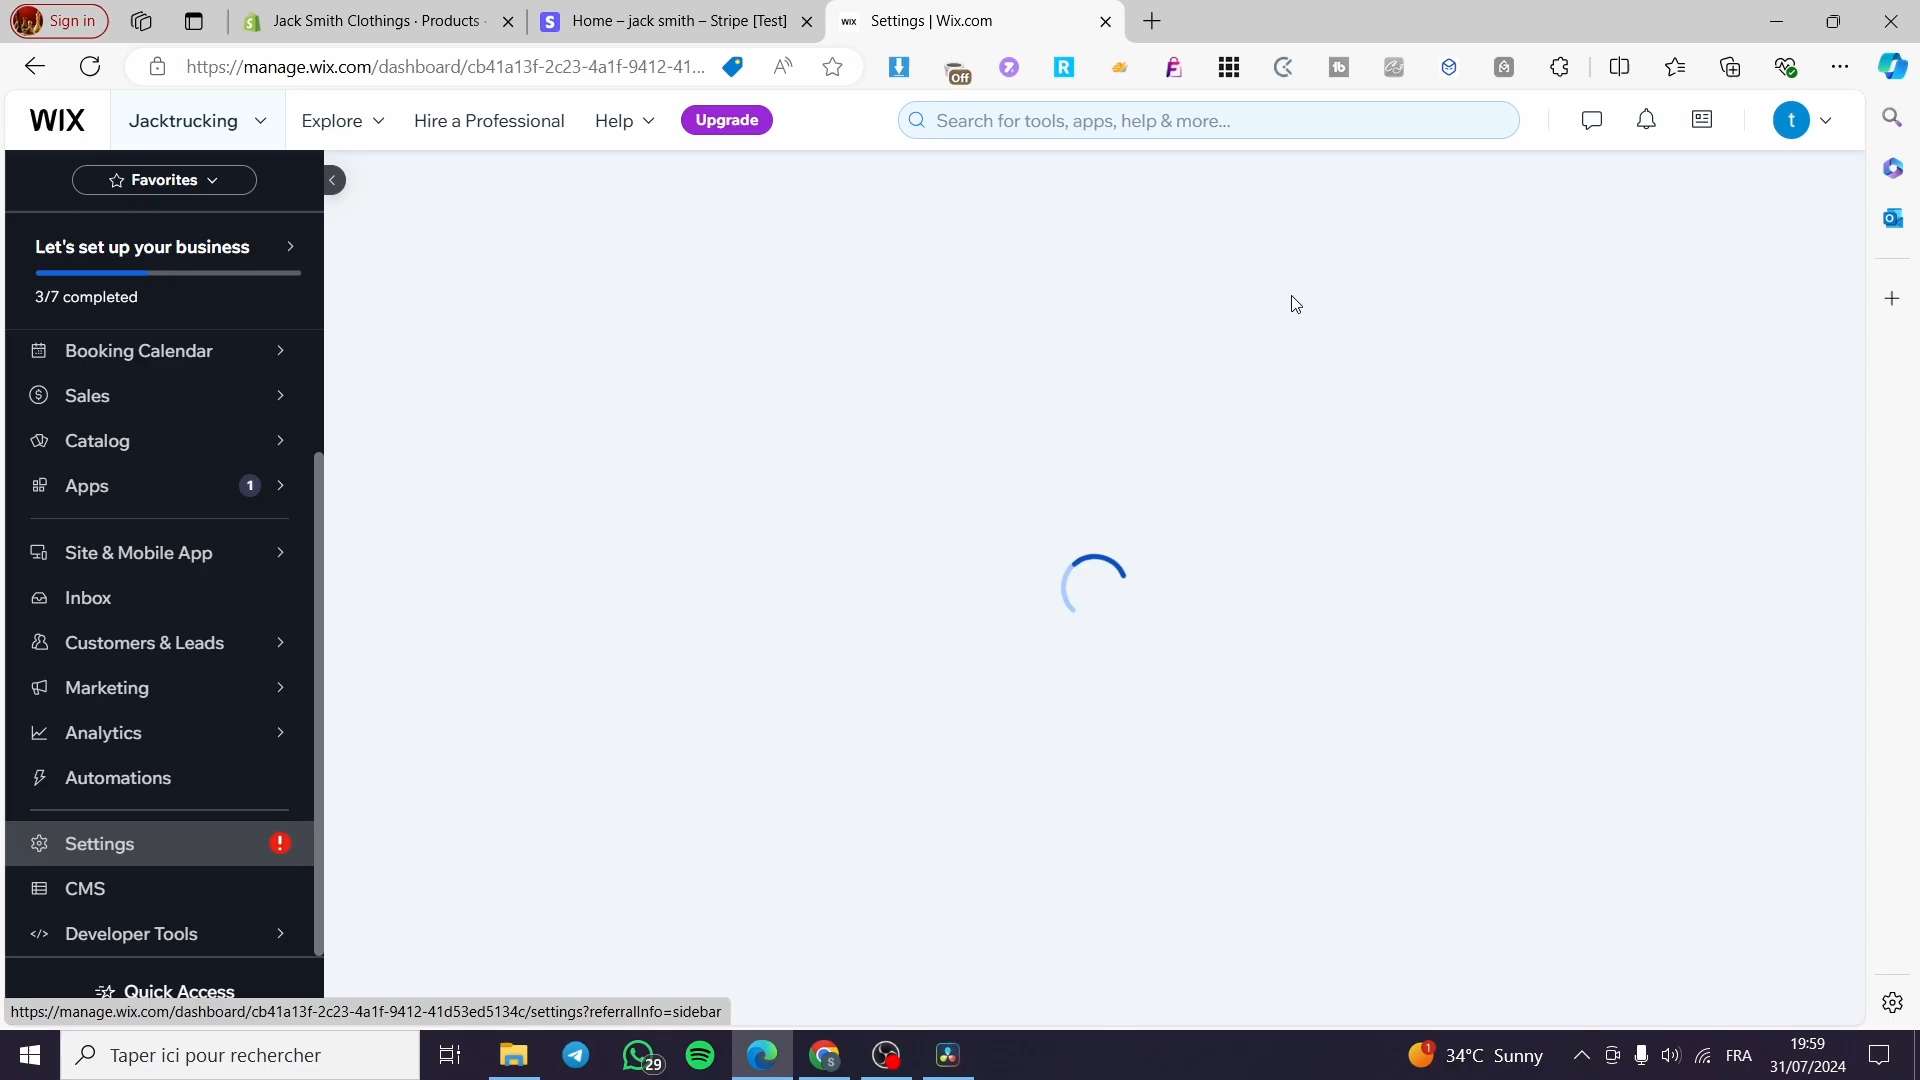 Sign in
Jack Smith Clothings · Products ·
Home – jack smith – Stripe [Test]
WIX
Settings | Wix.com
https://manage.wix.com/dashboard/cb41a13f-2c23-4a1f-9412-41...
Off
WIX
Jacktrucking
Explore
Hire a Professional
Help
Upgrade
Search for tools, apps, help & more...
t
Favorites
Let's set up your business
3/7 completed
Booking Calendar
Sales
Catalog
Apps
1
Site & Mobile App
Inbox
Customers & Leads
Marketing
Analytics
Automations
Settings
!
CMS
Developer Tools
Quick Access
https://manage.wix.com/dashboard/cb41a13f-2c23-4a1f-9412-41d53ed5134c/settings?referralInfo=sidebar
Taper ici pour rechercher
29
1
34°C Sunny
FRA
19:59
31/07/2024